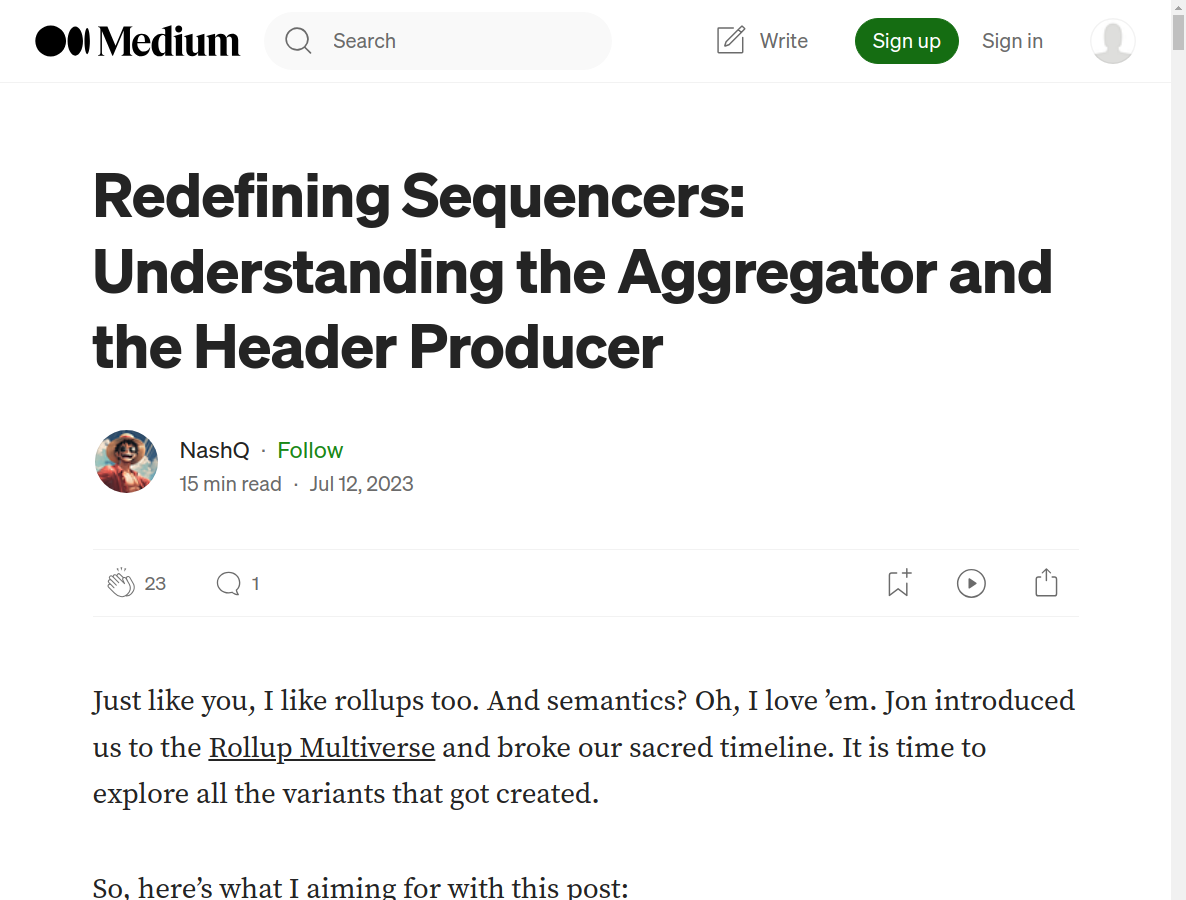 Medium
Search
Write
Sign up
Sign in
Redefining Sequencers:
Understanding the Aggregator and
the Header Producer
NashQ · Follow
15 min read · Jul 12, 2023
23
1
Just like you, I like rollups too. And semantics? Oh, I love ’em. Jon introduced
us to the Rollup Multiverse and broke our sacred timeline. It is time to
explore all the variants that got created.
So, here’s what I aiming for with this post: